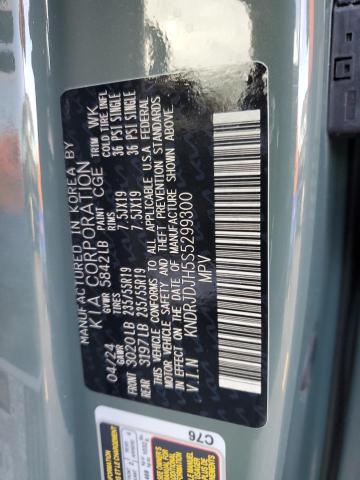 MANUFACTURED IN KOREA BY
KIA CORPORATION
04/24 GVWR 5842LB PAINT CGE TRIM WK
GAWR TIRES RIMS COLD TIRE INFL
FRONT 3020LB 235/55R19 7.5JX19 36 PSI SINGLE
REAR 3197LB 235/55R19 7.5JX19 36 PSI SINGLE
THIS VEHICLE CONFORMS TO ALL APPLICABLE U.S.A FEDERAL
MOTOR VEHICLE SAFETY AND THEFT PREVENTION STANDARDS
IN EFFECT ON THE DATE OF MANUFACTURE SHOWN ABOVE.
V.I.N KNDRJDJH5S5299300
MPV
C76